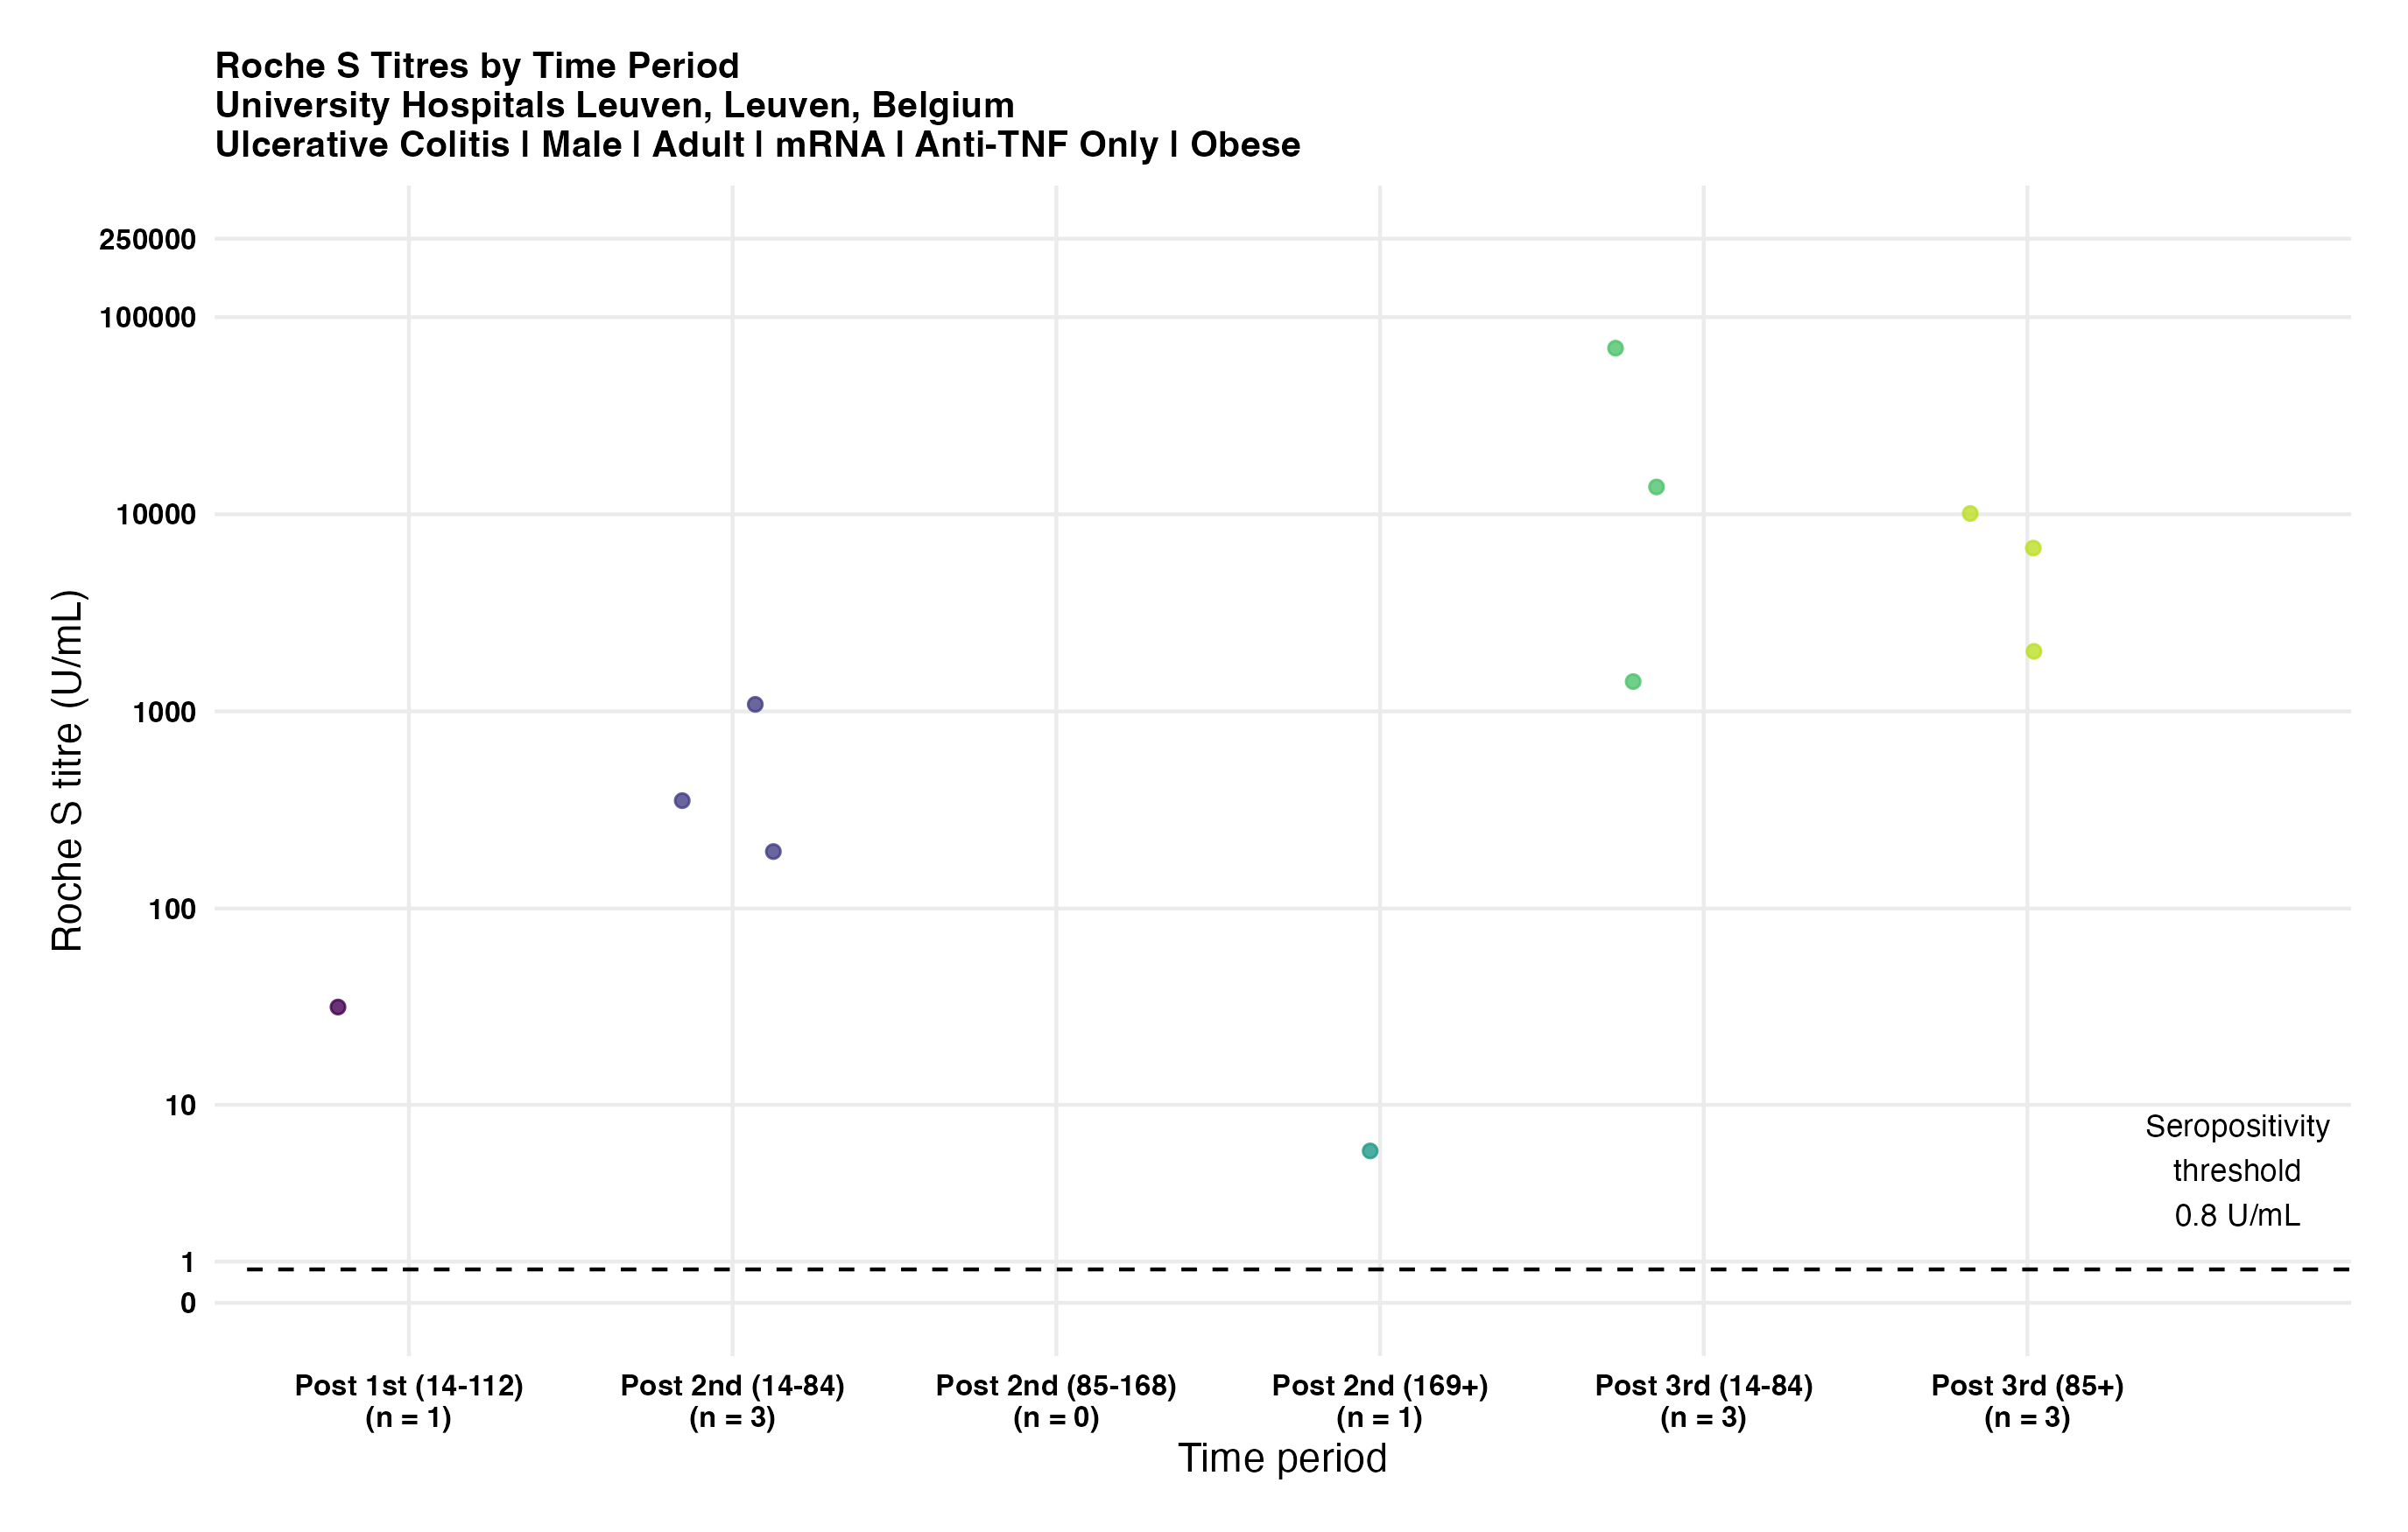 Roche S Titres by Time Period
University Hospitals Leuven, Leuven, Belgium
Ulcerative Colitis | Male | Adult | mRNA | Anti-TNF Only | Obese
250000
100000
10000
1000
100
10
1
0
Roche S titre (U/mL)
Seropositivity
threshold
0.8 U/mL
Post 1st (14-112)
(n = 1)
Post 2nd (14-84)
(n = 3)
Post 2nd (85-168)
(n = 0)
Post 2nd (169+)
(n = 1)
Post 3rd (14-84)
(n = 3)
Post 3rd (85+)
(n = 3)
Time period